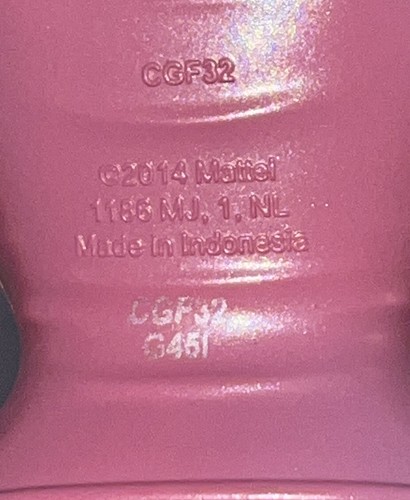 CGF32
©2014 Mattel
1186 MJ, 1, NL
Made in Indonesia
CGF32
G45I